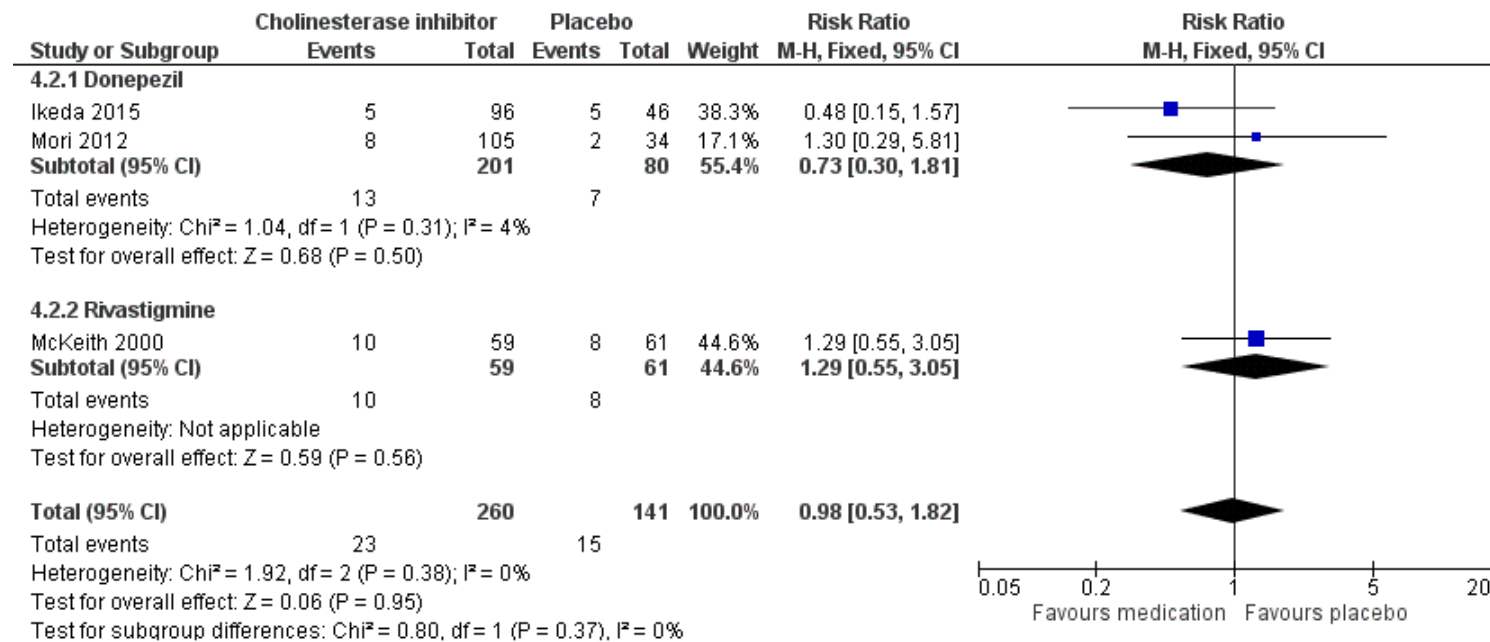 Cholinesterase inhibitor Placebo Risk Ratio Risk Ratio
Study or Subgroup Events Total Events Total Weight M-H, Fixed, 95% CI M-H, Fixed, 95% CI
4.2.1 Donepezil
Ikeda 2015 5 96 5 46 38.3% 0.48 [0.15, 1.57]
Mori 2012 8 105 2 34 17.1% 1.30 [0.29, 5.81]
Subtotal (95% CI) 201 80 55.4% 0.73 [0.30, 1.81]
Total events 13 7
Heterogeneity: Chi² = 1.04, df = 1 (P = 0.31); I² = 4%
Test for overall effect: Z = 0.68 (P = 0.50)
4.2.2 Rivastigmine
McKeith 2000 10 59 8 61 44.6% 1.29 [0.55, 3.05]
Subtotal (95% CI) 59 61 44.6% 1.29 [0.55, 3.05]
Total events 10 8
Heterogeneity: Not applicable
Test for overall effect: Z = 0.59 (P = 0.56)
Total (95% CI) 260 141 100.0% 0.98 [0.53, 1.82]
Total events 23 15
Heterogeneity: Chi² = 1.92, df = 2 (P = 0.38); I² = 0%
Test for overall effect: Z = 0.06 (P = 0.95)
Test for subgroup differences: Chi² = 0.80, df = 1 (P = 0.37), I² = 0%
0.05 0.2 1 5 20
Favours medication Favours placebo